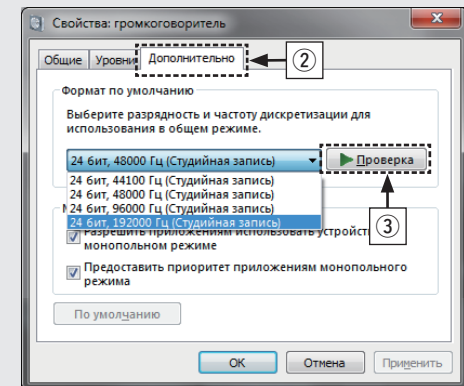 Свойства: громкоговоритель
Общие Уровни Дополнительно
2
Формат по умолчанию
Выберите разрядность и частоту дискретизации для
использования в общем режиме.
24 бит, 48000 Гц (Студийная запись)
Проверка
24 бит, 44100 Гц (Студийная запись)
24 бит, 48000 Гц (Студийная запись)
24 бит, 96000 Гц (Студийная запись)
24 бит, 192000 Гц (Студийная запись)
3
Разрешить приложениям использовать устройст
монопольном режиме
Предоставить приоритет приложениям монопольного
режима
По умолчанию
ОК Отмена Применить